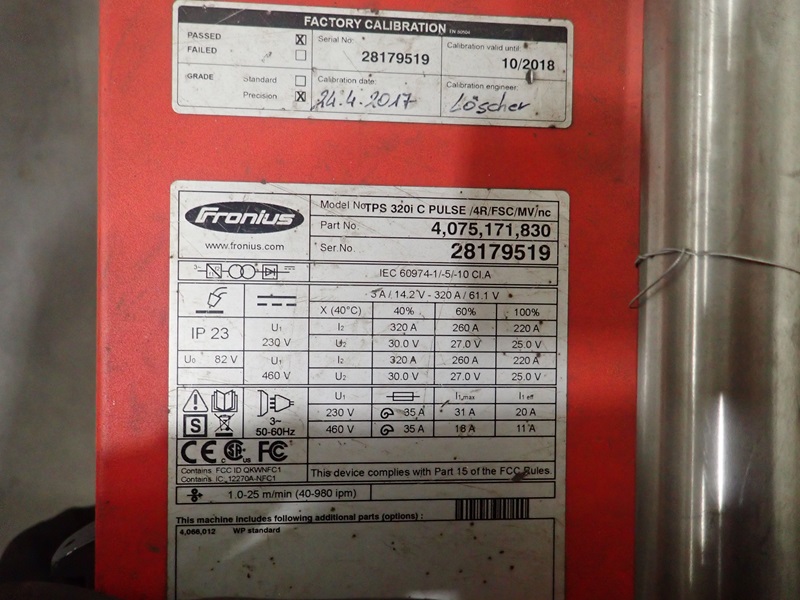 FACTORY CALIBRATION EN 60504
PASSED X
FAILED
GRADE Standard
Precision X
Serial No:
28179519
Calibration valid until:
10/2018
Calibration date:
24.4.2017
Calibration engineer:
Löscher
Fronius
www.fronius.com
Model No. TPS 320i C PULSE /4R/FSC/MV/nc
Part No. 4,075,171,830
Ser No. 28179519
IEC 60974-1/-5/-10 Cl.A
3 A / 14.2 V - 320 A / 61.1 V
X (40°C) 40% 60% 100%
IP 23
U1 230 V
I2 320 A 260 A 220 A
U2 30.0 V 27.0 V 25.0 V
U0 82 V
U1 460 V
I2 320 A 260 A 220 A
U2 30.0 V 27.0 V 25.0 V
U1 I1max I1eff
230 V 35 A 31 A 20 A
460 V 35 A 16 A 11 A
3~
50-60Hz
S
CE CSA C US FC
Contains FCC ID QKWNFC1
Contains IC 12270A-NFC1
This device complies with Part 15 of the FCC Rules.
1.0-25 m/min (40-980 ipm)
This machine includes following additional parts (options) :
4,066,012 WP standard